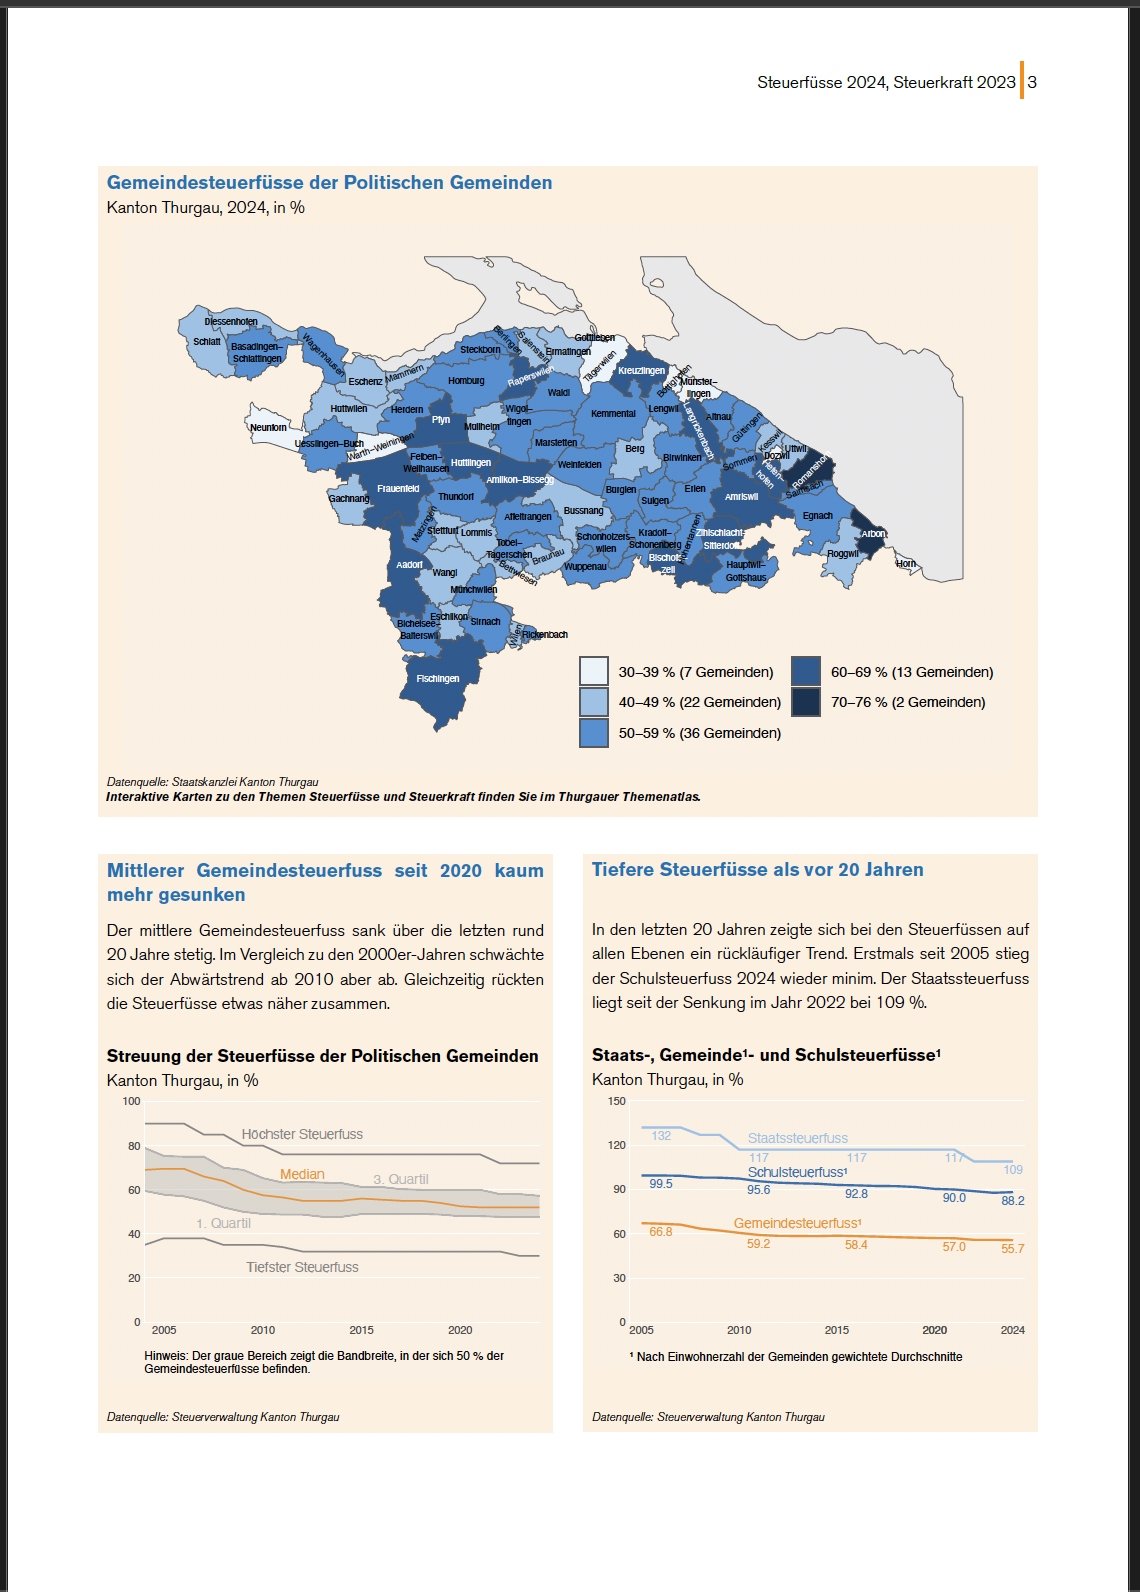 Steuerfüsse 2024, Steuerkraft 2023 3
Gemeindesteuerfüsse der Politischen Gemeinden
Kanton Thurgau, 2024, in %
Diessenhofen
Schlatt
Basadingen–
Schlattingen
Wagenhausen
Eschenz
Mammern
Steckborn
Berlingen
Salenstein
Ermatingen
Gottlieben
Tägerwilen
Kreuzlingen
Bottighofen
Münster–
lingen
Homburg
Raperswilen
Wäldi
Neunforn
Hüttwilen
Herdern
Pfyn
Müllheim
Wigol–
tingen
Kemmental
Lengwil
Langrickenbach
Altnau
Güttingen
Kesswil
Uttwil
Dozwil
Romanshorn
Uesslingen–Buch
Warth–Weiningen
Felben–
Wellhausen
Hüttlingen
Märstetten
Berg
Birwinken
Sommeri
Hefen–
hofen
Salmsach
Weinfelden
Amlikon–Bissegg
Frauenfeld
Gachnang
Thundorf
Bürglen
Sulgen
Erlen
Amriswil
Egnach
Arbon
Matzingen
Stettfurt
Lommis
Affeltrangen
Bussnang
Schönholzers–
wilen
Kradolf–
Schönenberg
Hohentannen
Zihlschlacht–
Sitterdorf
Roggwil
Horn
Aadorf
Wängi
Tobel–
Tägerschen
Braunau
Bettwiesen
Wuppenau
Bischof–
zell
Hauptwil–
Gottshaus
Münchwilen
Eschlikon
Bichelsee–
Balterswil
Sirnach
Wilen
Rickenbach
Fischingen
30–39 % (7 Gemeinden)
60–69 % (13 Gemeinden)
40–49 % (22 Gemeinden)
70–76 % (2 Gemeinden)
50–59 % (36 Gemeinden)
Datenquelle: Staatskanzlei Kanton Thurgau
Interaktive Karten zu den Themen Steuerfüsse und Steuerkraft finden Sie im Thurgauer Themenatlas.
Mittlerer Gemeindesteuerfuss seit 2020 kaum
mehr gesunken
Der mittlere Gemeindesteuerfuss sank über die letzten rund
20 Jahre stetig. Im Vergleich zu den 2000er-Jahren schwächte
sich der Abwärtstrend ab 2010 aber ab. Gleichzeitig rückten
die Steuerfüsse etwas näher zusammen.
Streuung der Steuerfüsse der Politischen Gemeinden
Kanton Thurgau, in %
100
80
60
40
20
0
Höchster Steuerfuss
Median
3. Quartil
1. Quartil
Tiefster Steuerfuss
2005
2010
2015
2020
Hinweis: Der graue Bereich zeigt die Bandbreite, in der sich 50 % der
Gemeindesteuerfüsse befinden.
Datenquelle: Steuerverwaltung Kanton Thurgau
Tiefere Steuerfüsse als vor 20 Jahren
In den letzten 20 Jahren zeigte sich bei den Steuerfüssen auf
allen Ebenen ein rückläufiger Trend. Erstmals seit 2005 stieg
der Schulsteuerfuss 2024 wieder minim. Der Staatssteuerfuss
liegt seit der Senkung im Jahr 2022 bei 109 %.
Staats-, Gemeinde¹- und Schulsteuerfüsse¹
Kanton Thurgau, in %
150
120
90
60
30
0
Staatssteuerfuss
132
117
117
117
109
Schulsteuerfuss¹
99.5
95.6
92.8
90.0
88.2
Gemeindesteuerfuss¹
66.8
59.2
58.4
57.0
55.7
2005
2010
2015
2020
2024
¹ Nach Einwohnerzahl der Gemeinden gewichtete Durchschnitte
Datenquelle: Steuerverwaltung Kanton Thurgau